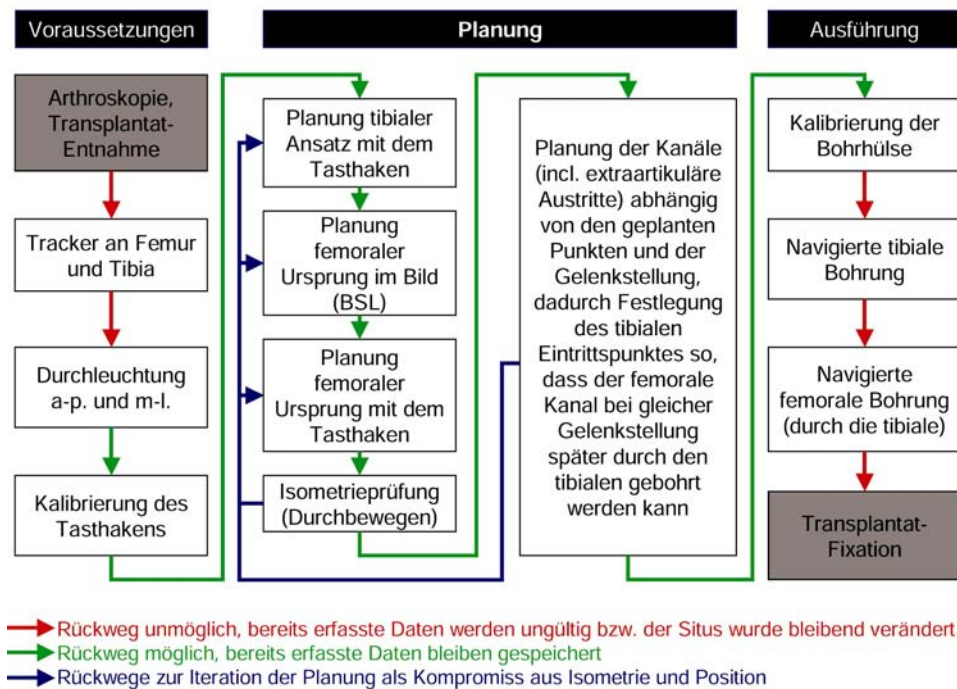 Voraussetzungen
Planung
Ausführung
Arthroskopie,
Transplantat-
Entnahme
Tracker an Femur
und Tibia
Durchleuchtung
a-p. und m-l.
Kalibrierung des
Tasthakens
Planung tibialer
Ansatz mit dem
Tasthaken
Planung
femoraler
Ursprung im Bild
(BSL)
Planung
femoraler
Ursprung mit dem
Tasthaken
Isometrieprüfung
(Durchbewegen)
Planung der Kanäle
(incl. extraartikuläre
Austritte) abhängig
von den geplanten
Punkten und der
Gelenkstellung,
dadurch Festlegung
des tibialen
Eintrittspunktes so,
dass der femorale
Kanal bei gleicher
Gelenkstellung
später durch den
tibialen gebohrt
werden kann
Kalibrierung der
Bohrhülse
Navigierte tibiale
Bohrung
Navigierte
femorale Bohrung
(durch die tibiale)
Transplantat-
Fixation
Rückweg unmöglich, bereits erfasste Daten werden ungültig bzw. der Situs wurde bleibend verändert
Rückweg möglich, bereits erfasste Daten bleiben gespeichert
Rückwege zur Iteration der Planung als Kompromiss aus Isometrie und Position